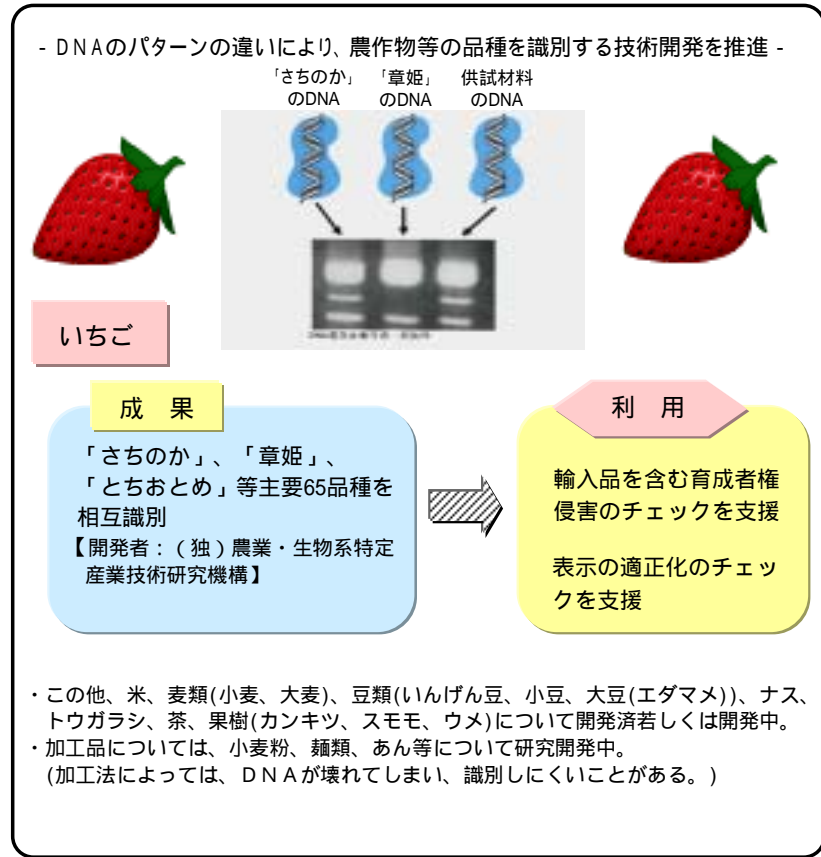 - ＤＮＡのパターンの違いにより、農作物等の品種を識別する技術開発を推進 -
「さちのか」
のDNA
「章姫」
のDNA
供試材料
のDNA
いちご
成　果
「さちのか」、「章姫」、
「とちおとめ」等主要65品種を
相互識別
【開発者：（独）農業・生物系特定
産業技術研究機構】
利　用
輸入品を含む育成者権
侵害のチェックを支援
表示の適正化のチェッ
クを支援
・この他、米、麦類(小麦、大麦)、豆類(いんげん豆、小豆、大豆(エダマメ))、ナス、
トウガラシ、茶、果樹(カンキツ、スモモ、ウメ)について開発済若しくは開発中。
・加工品については、小麦粉、麺類、あん等について研究開発中。
(加工法によっては、ＤＮＡが壊れてしまい、識別しにくいことがある。)